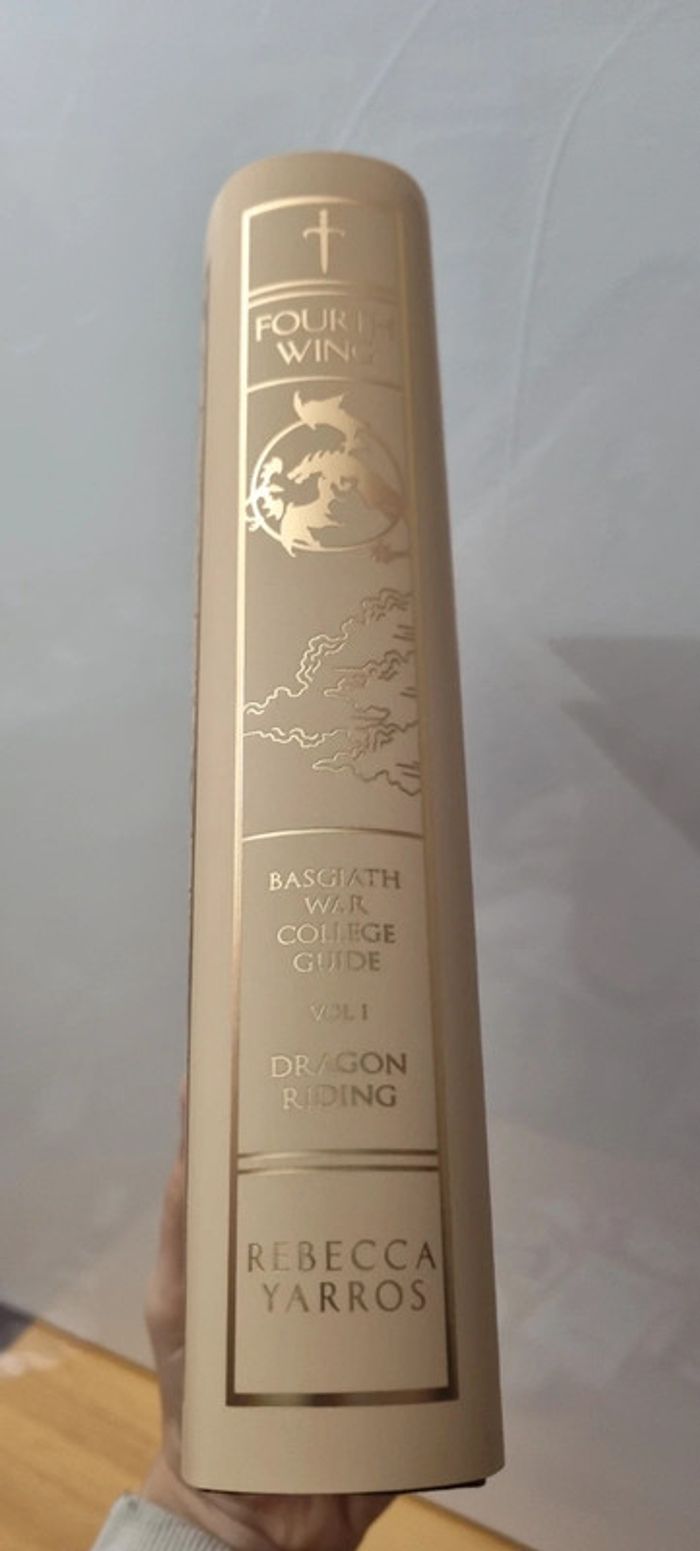 FOURTH
WING
BASGIATH
WAR
COLLEGE
GUIDE
VOL I
DRAGON
RIDING
REBECCA
YARROS